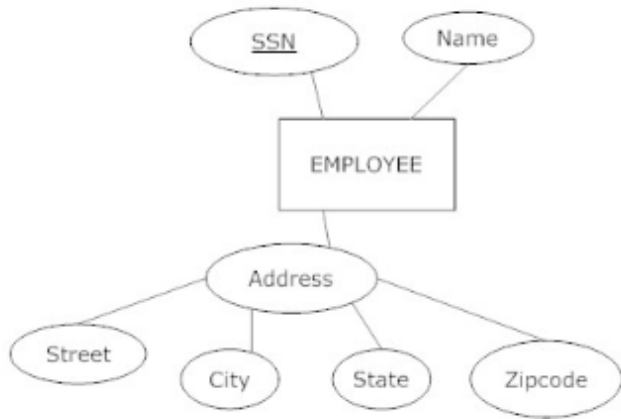 SSN
Name
EMPLOYEE
Address
Street
City
State
Zipcode